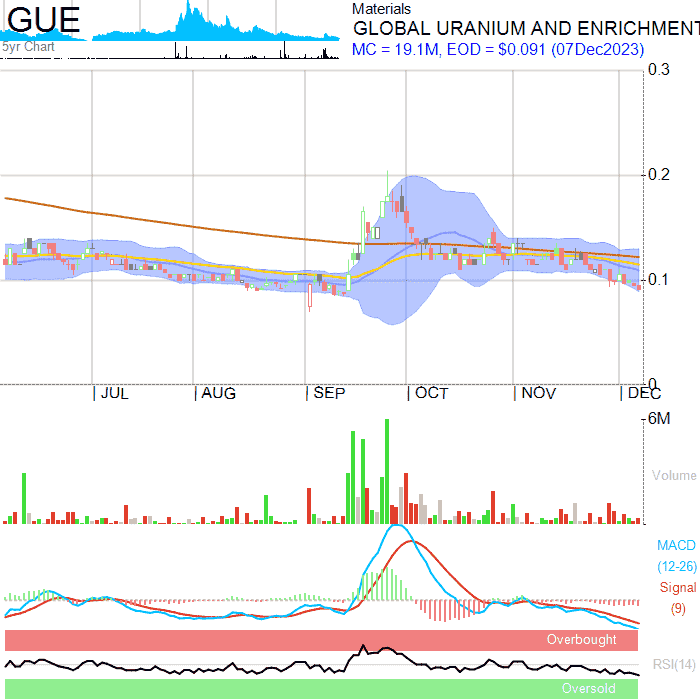 GUE
5yr Chart
Materials
GLOBAL URANIUM AND ENRICHMENT
MC = 19.1M, EOD = $0.091 (07Dec2023)
0.3
0.2
0.1
0
JUL AUG SEP OCT NOV DEC
6M
Volume
MACD
(12-26)
Signal
(9)
Overbought
RSI(14)
Oversold